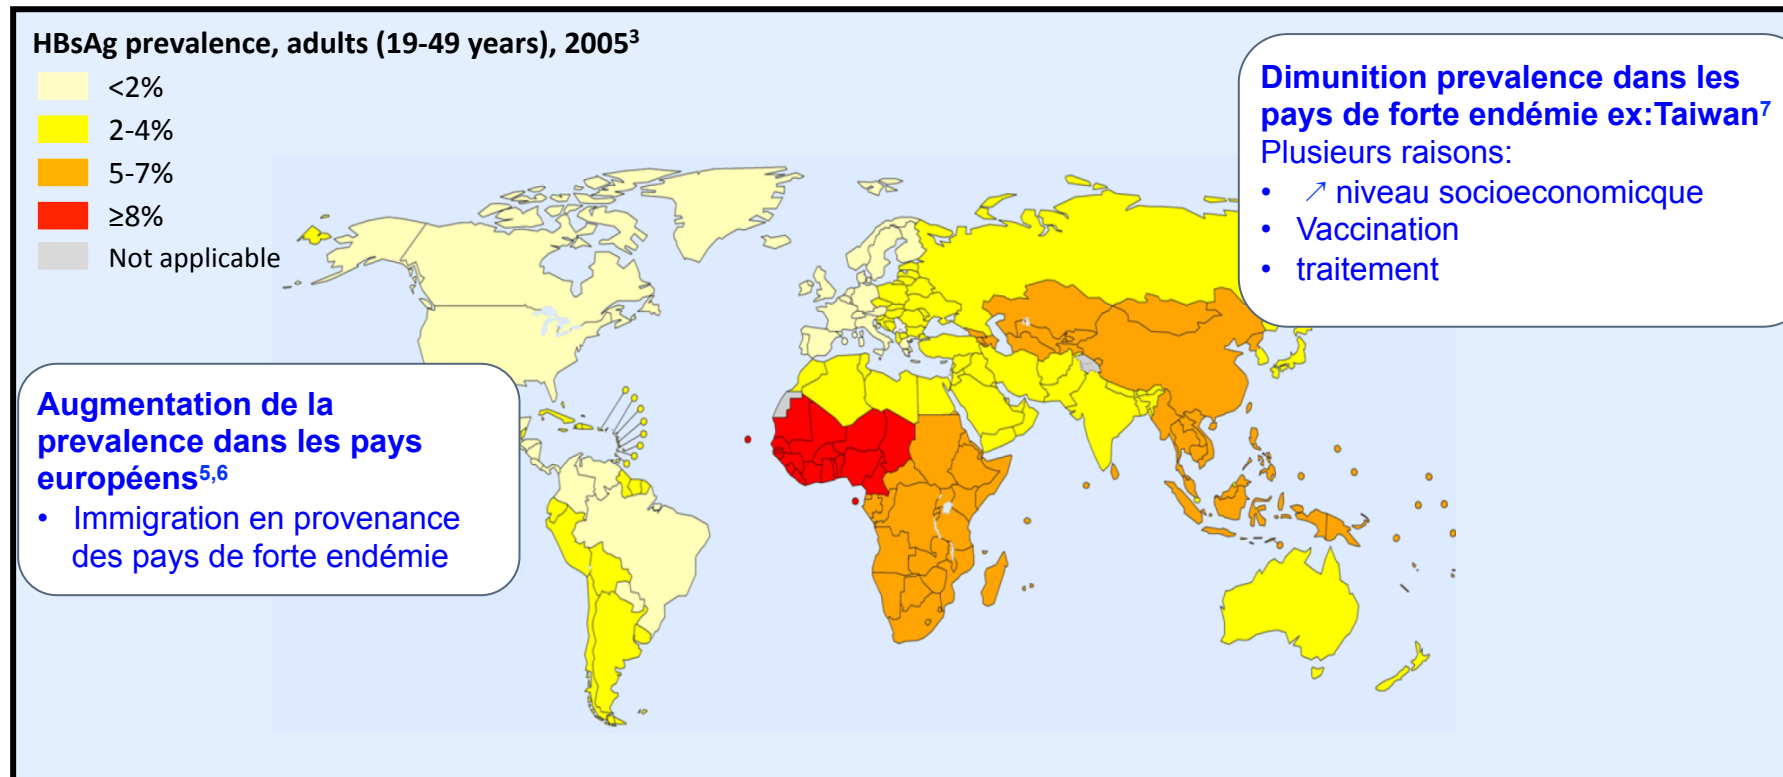 HBsAg prevalence, adults (19-49 years), 2005³
<2%
2-4%
5-7%
≥8%
Not applicable
Dimunition prevalence dans les
pays de forte endémie ex:Taiwan⁷
Plusieurs raisons:
• ↗ niveau socioeconomicque
• Vaccination
• traitement
Augmentation de la
prevalence dans les pays
européens⁵,⁶
• Immigration en provenance
des pays de forte endémie